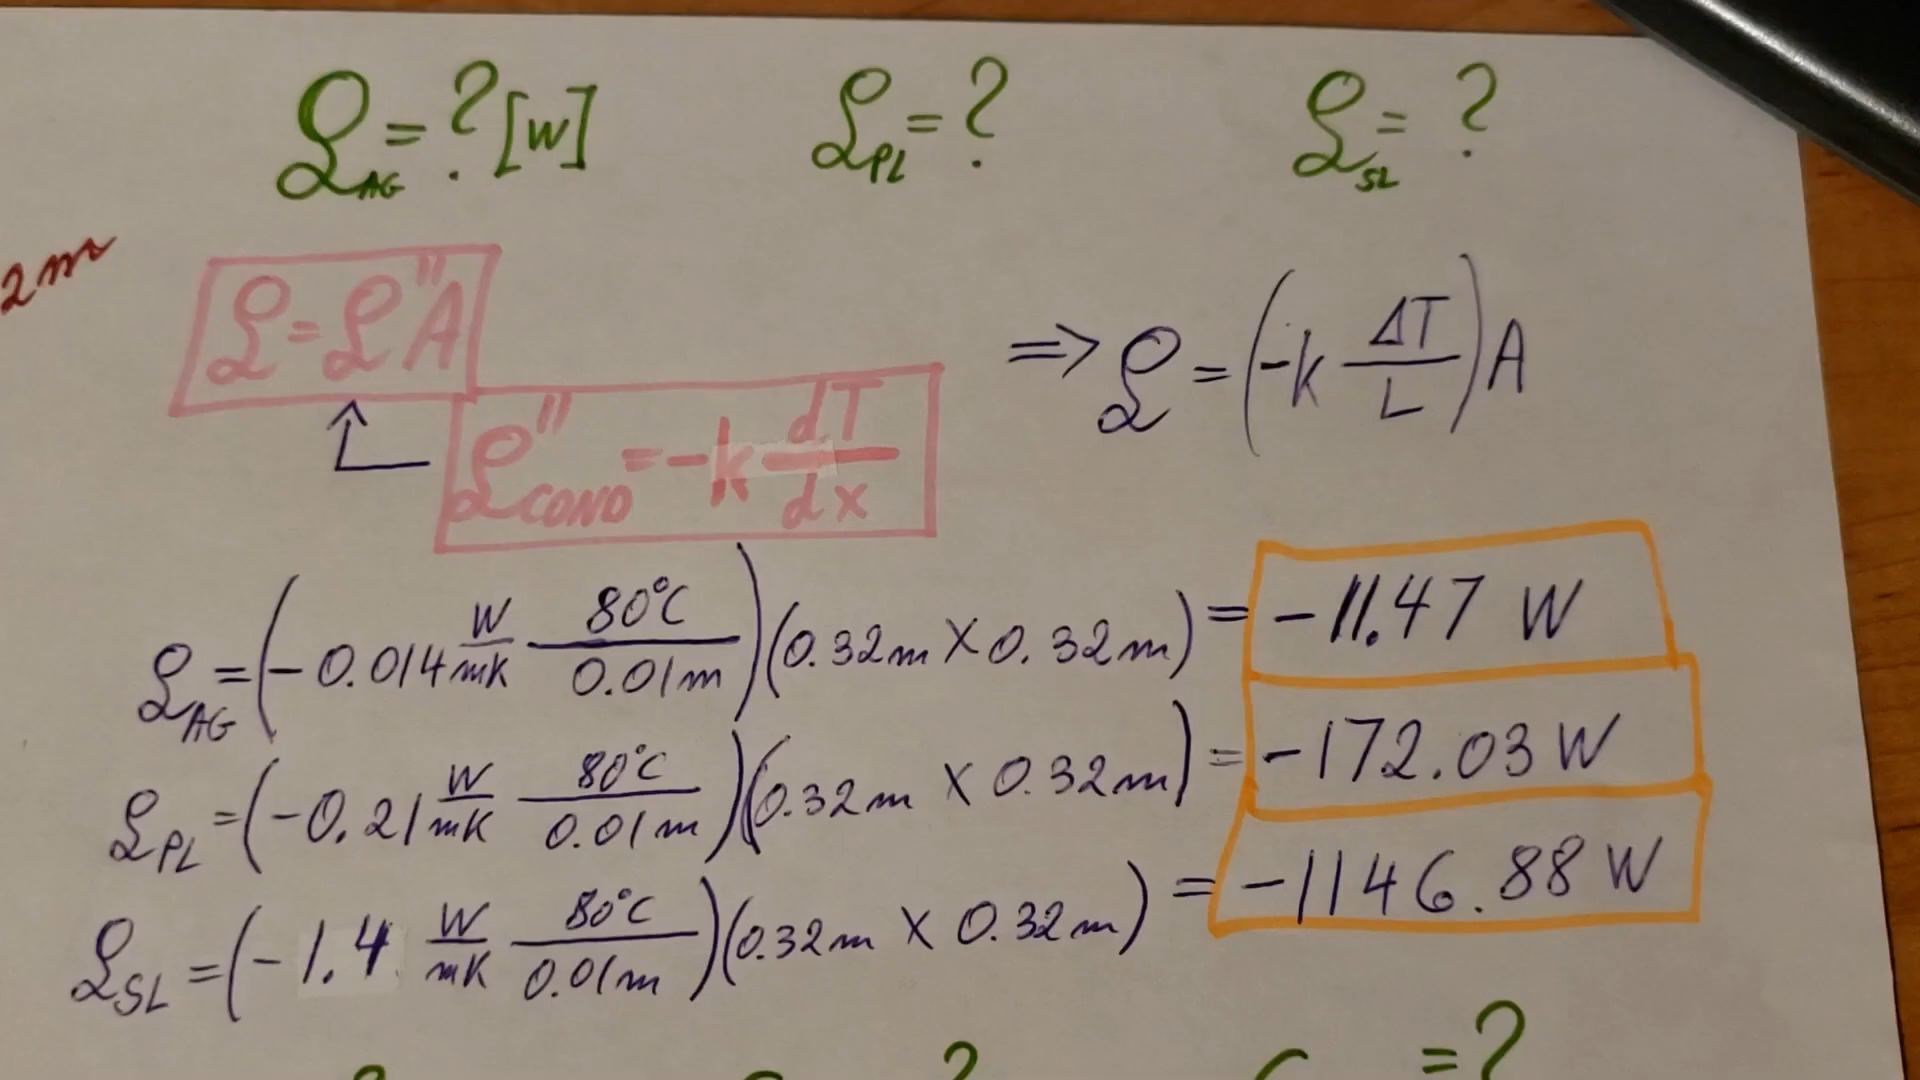 Q_AG = ? [W] Q_PL = ? Q_SL = ?
2m
Q = Q"A
⇒ Q = (-k ΔT/L) A
Q"_COND = -k dT/dx
Q_AG = (-0.014 W/mK 80°C/0.01m)(0.32m X 0.32m) = -11.47 W
Q_PL = (-0.21 W/mK 80°C/0.01m)(0.32m X 0.32m) = -172.03 W
Q_SL = (-1.4 W/mK 80°C/0.01m)(0.32m X 0.32m) = -1146.88 W
= ?